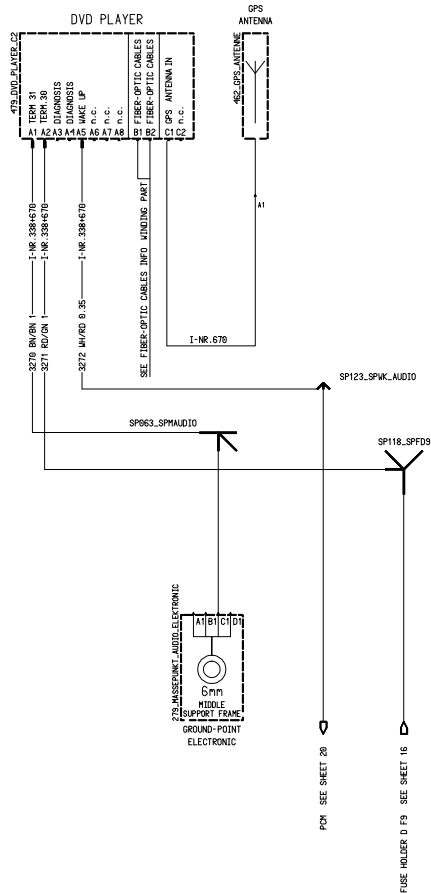 DVD PLAYER
GPS
ANTENNA
479_DVD_PLAYER_C2
TERM 31
TERM.30
DIAGNOSIS
DIAGNOSIS
WAKE UP
n.c.
n.c.
n.c.
FIBER-OPTIC CABLES
FIBER-OPTIC CABLES
GPS ANTENNA IN
n.c.
A1 A2 A3 A4 A5 A6 A7 A8 B1 B2 C1 C2
462_GPS_ANTENNE
A1
3270 BN/BN 1 I-NR.338+670
3271 RD/GN 1 I-NR.338+670
3272 WH/RD 0.35 I-NR.338+670
SEE FIBER-OPTIC CABLES INFO WINDING PART
I-NR.670
SP123_SPWK_AUDIO
SP063_SPMAUDIO
SP118_SPFD9
279_MASSEPUNKT_AUDIO_ELEKTRONIC
A1 B1 C1 D1
6mm
MIDDLE
SUPPORT FRAME
GROUND-POINT
ELECTRONIC
PCM SEE SHEET 20
FUSE HOLDER D F9 SEE SHEET 16